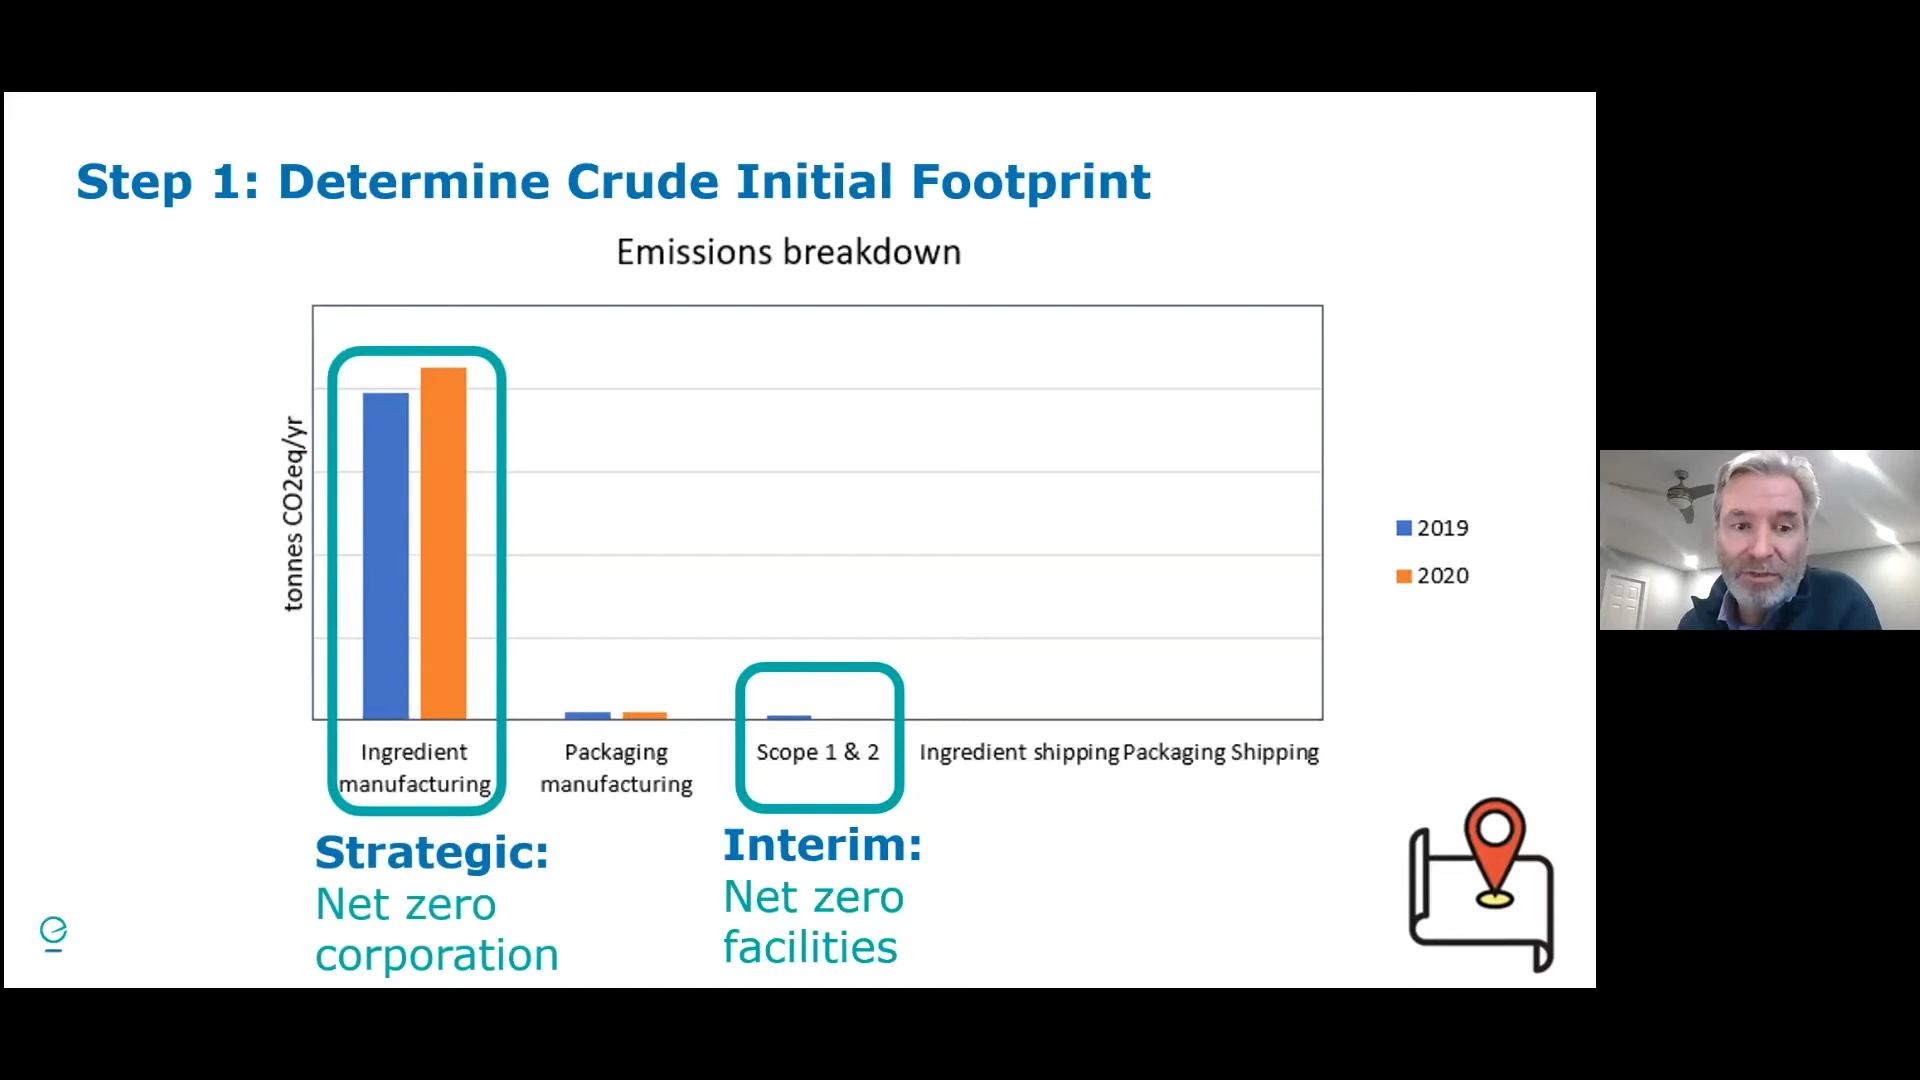 Step 1: Determine Crude Initial Footprint
Emissions breakdown
tonnes CO2eq/yr
2019
2020
Ingredient
manufacturing
Packaging
manufacturing
Scope 1 & 2
Ingredient shipping
Packaging Shipping
Strategic:
Net zero
corporation
Interim:
Net zero
facilities